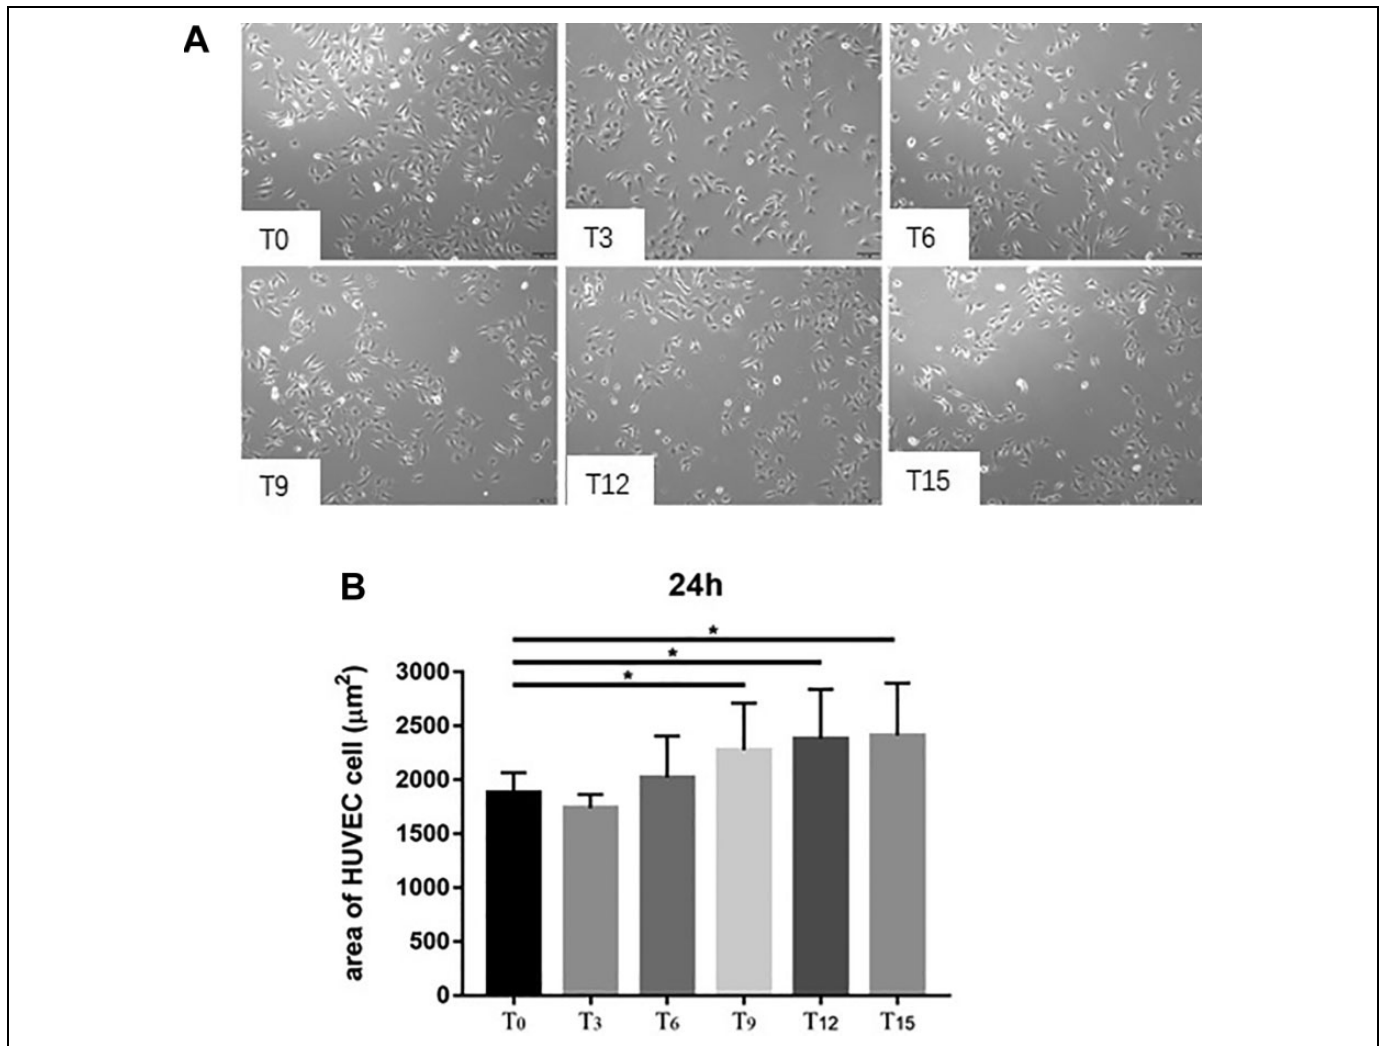 A
T0
T3
T6
T9
T12
T15
B
24h
*
*
*
area of HUVEC cell (μm²)
3000
2500
2000
1500
1000
500
0
T0 T3 T6 T9 T12 T15